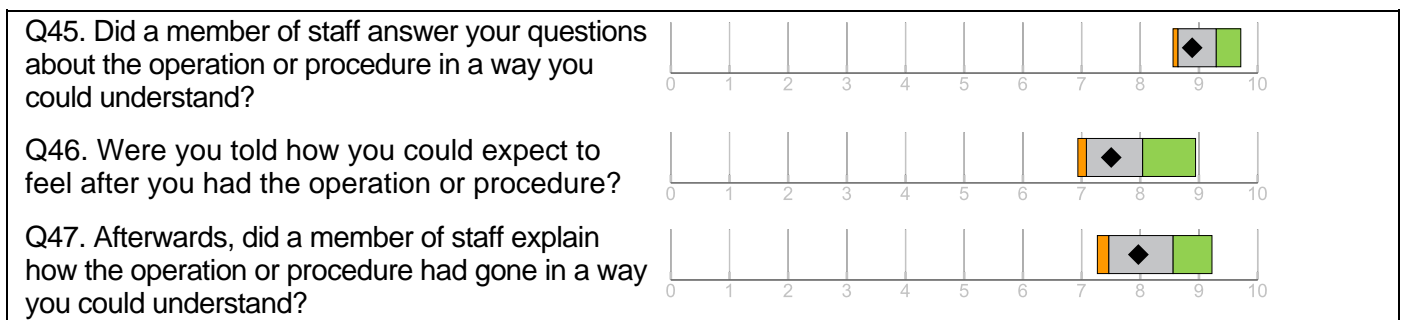 Q45. Did a member of staff answer your questions
about the operation or procedure in a way you
could understand?
0 1 2 3 4 5 6 7 8 9 10
Q46. Were you told how you could expect to
feel after you had the operation or procedure?
0 1 2 3 4 5 6 7 8 9 10
Q47. Afterwards, did a member of staff explain
how the operation or procedure had gone in a way
you could understand?
0 1 2 3 4 5 6 7 8 9 10